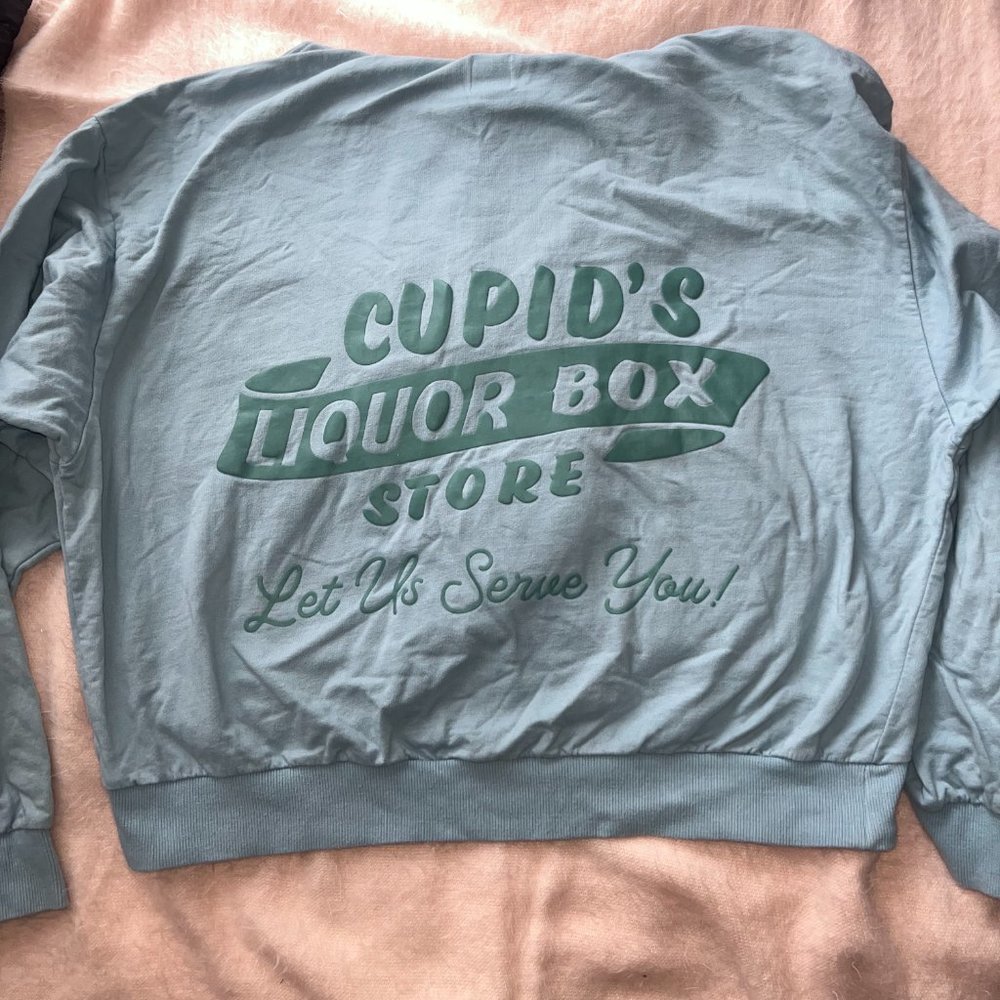 CUPID'S
LIQUOR BOX
STORE
Let Us Serve You!